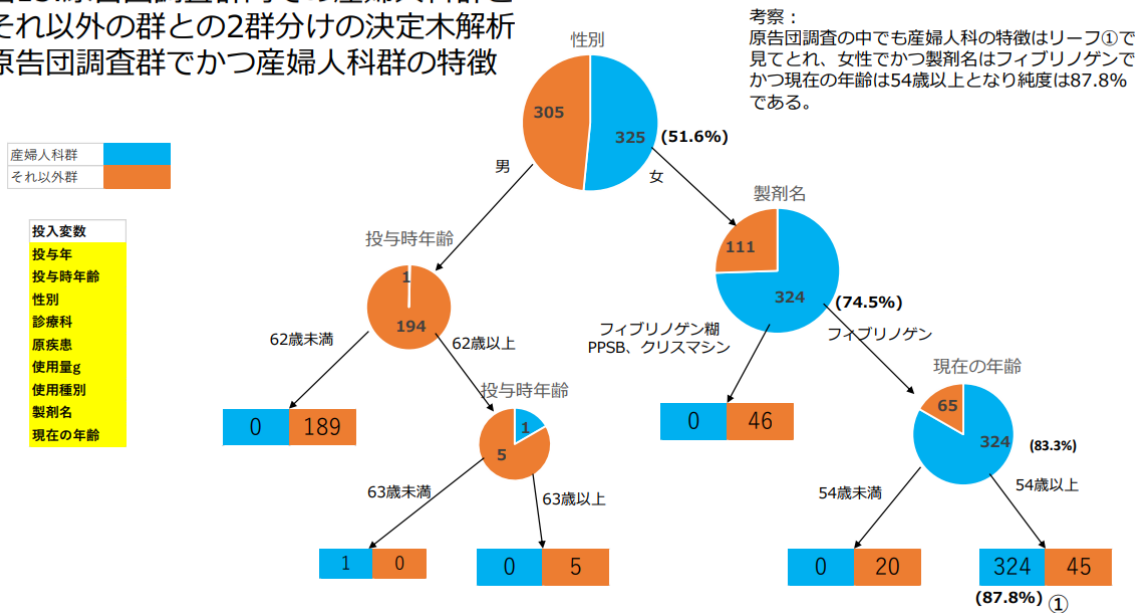 それ以外の群との2群分けの決定木解析
原告団調査群でかつ産婦人科群の特徴
考察：
原告団調査の中でも産婦人科の特徴はリーフ①で
見てとれ、女性でかつ製剤名はフィブリノゲンで
かつ現在の年齢は54歳以上となり純度は87.8%
である。
産婦人科群
それ以外群
投入変数
投与年
投与時年齢
性別
診療科
原疾患
使用量g
使用種別
製剤名
現在の年齢
性別
305
325
(51.6%)
男
女
投与時年齢
1
194
製剤名
111
324
(74.5%)
62歳未満
62歳以上
フィブリノゲン糊
PPSB、クリスマシン
フィブリノゲン
0 189
投与時年齢
1
5
0 46
現在の年齢
65
324
(83.3%)
63歳未満
63歳以上
54歳未満
54歳以上
1 0
0 5
0 20
324 45
(87.8%) ①